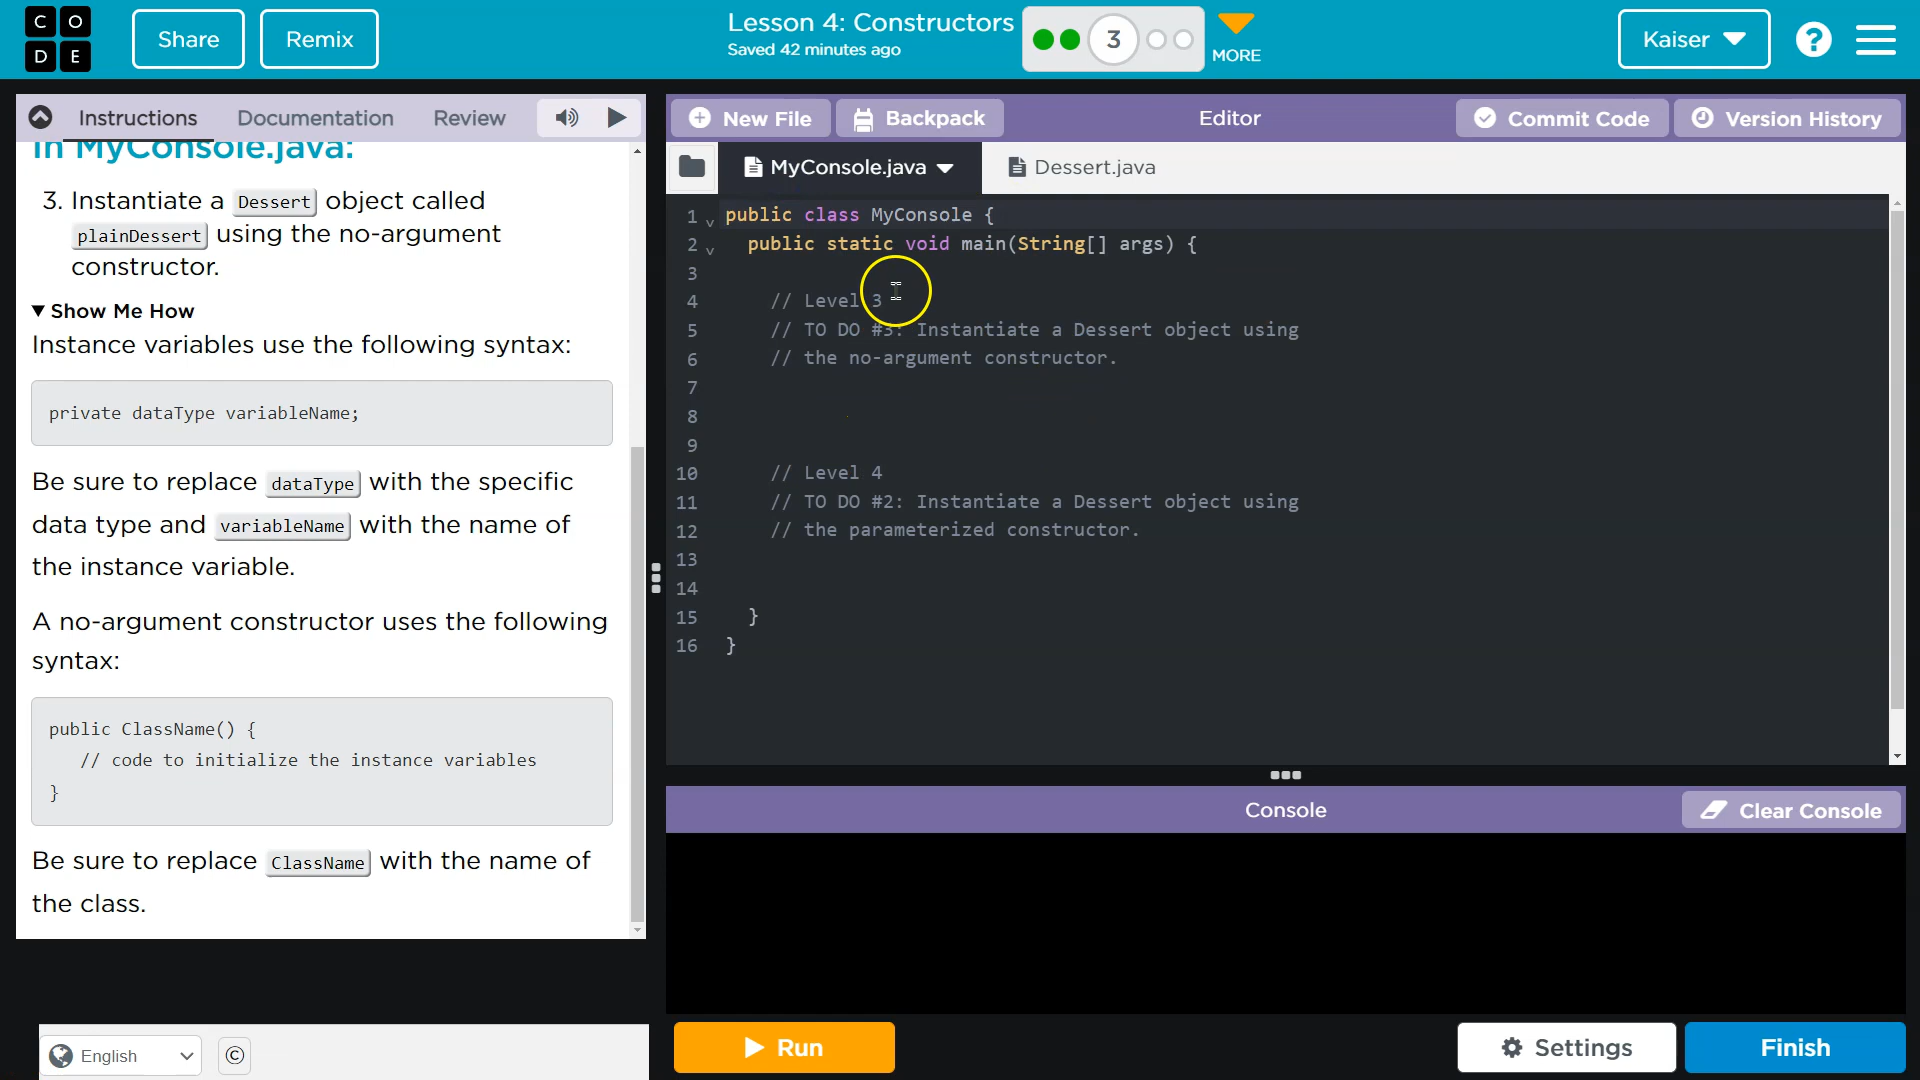 C O
D E
Share
Remix
Lesson 4: Constructors
Saved 42 minutes ago
3
MORE
Kaiser
?
Instructions
Documentation
Review
New File
Backpack
Editor
Commit Code
Version History
In MyConsole.java:
3. Instantiate a Dessert object called
plainDessert using the no-argument
constructor.
Show Me How
Instance variables use the following syntax:
private dataType variableName;
Be sure to replace dataType with the specific
data type and variableName with the name of
the instance variable.
A no-argument constructor uses the following
syntax:
public ClassName() {
// code to initialize the instance variables
}
Be sure to replace ClassName with the name of
the class.
MyConsole.java
Dessert.java
1 public class MyConsole {
2 public static void main(String[] args) {
3
4 // Level 3
5 // TO DO #3: Instantiate a Dessert object using
6 // the no-argument constructor.
7
8
9
10 // Level 4
11 // TO DO #2: Instantiate a Dessert object using
12 // the parameterized constructor.
13
14
15 }
16 }
Console
Clear Console
English
©
Run
Settings
Finish